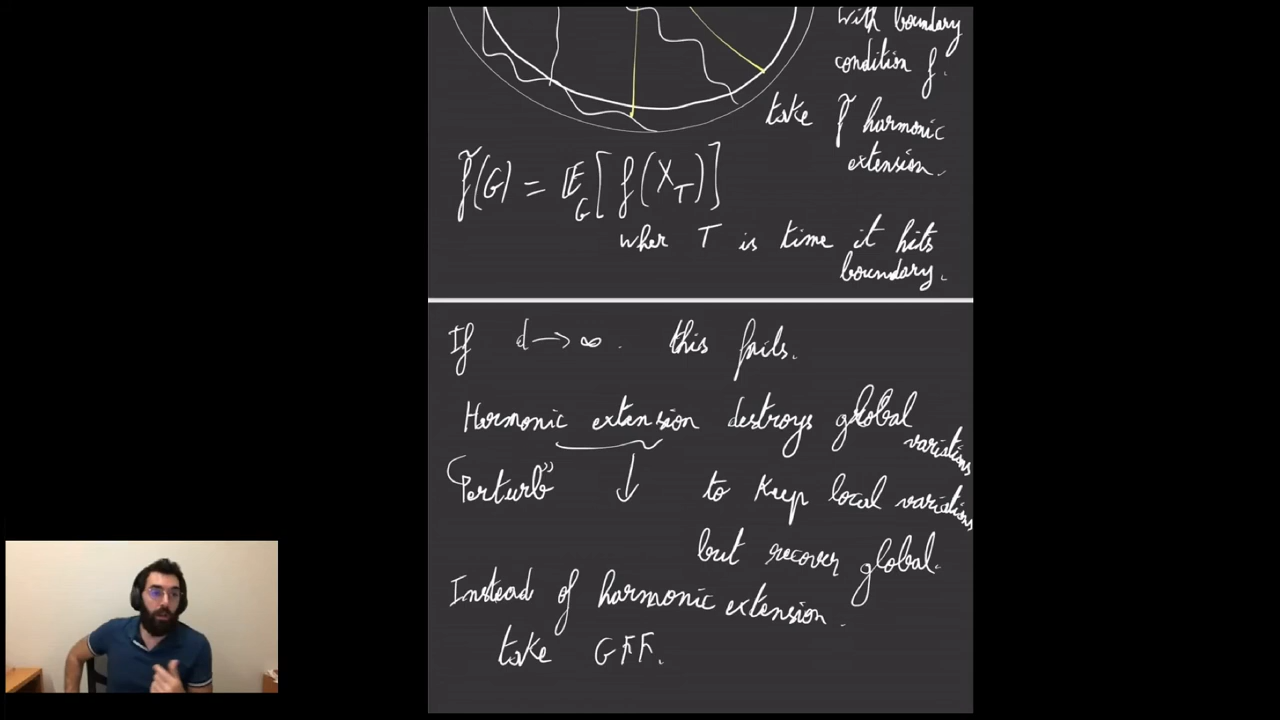 with boundary
condition f.
take f̃ harmonic
extension.
f̃(G) = 𝔼_G[f(X_T)]
wher T is time it hits
boundary.
If d → ∞. this fails.
Harmonic extension destroys global
variations
"Perturb" ↓ to keep local variations
but recover global.
Instead of harmonic extension.
take GFF.